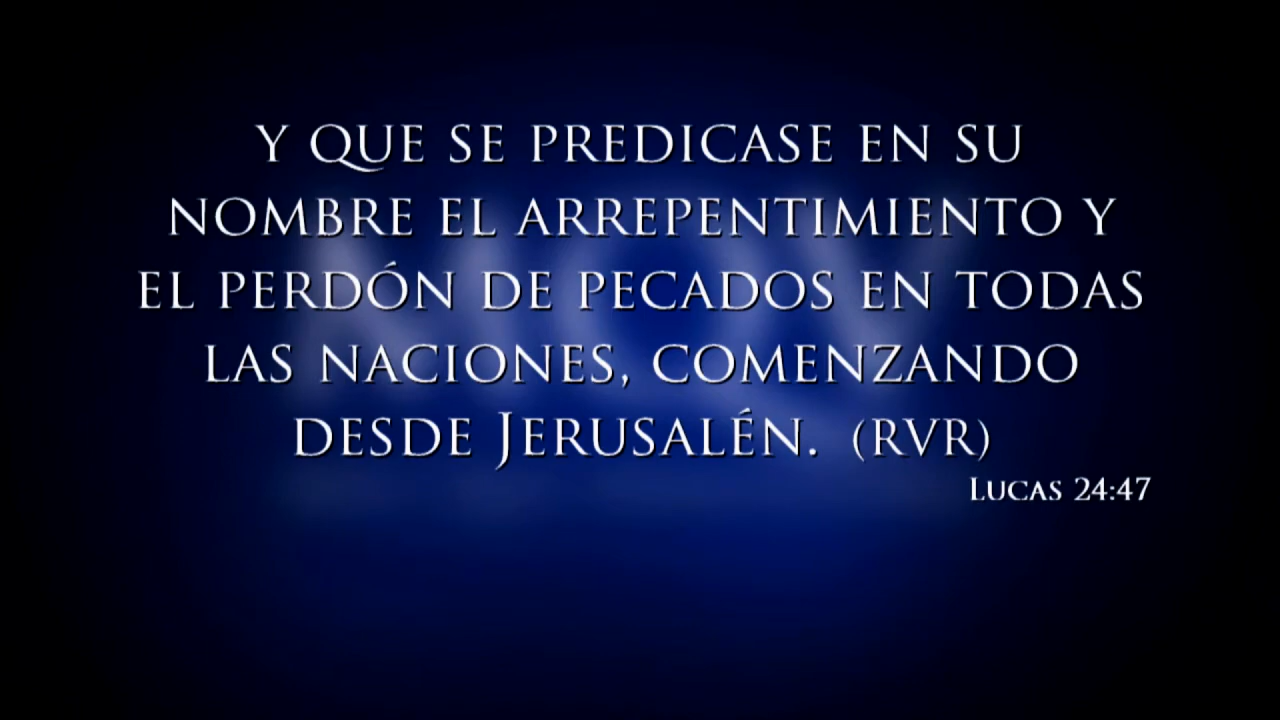 Y QUE SE PREDICASE EN SU
NOMBRE EL ARREPENTIMIENTO Y
EL PERDÓN DE PECADOS EN TODAS
LAS NACIONES, COMENZANDO
DESDE JERUSALÉN. (RVR)
LUCAS 24:47